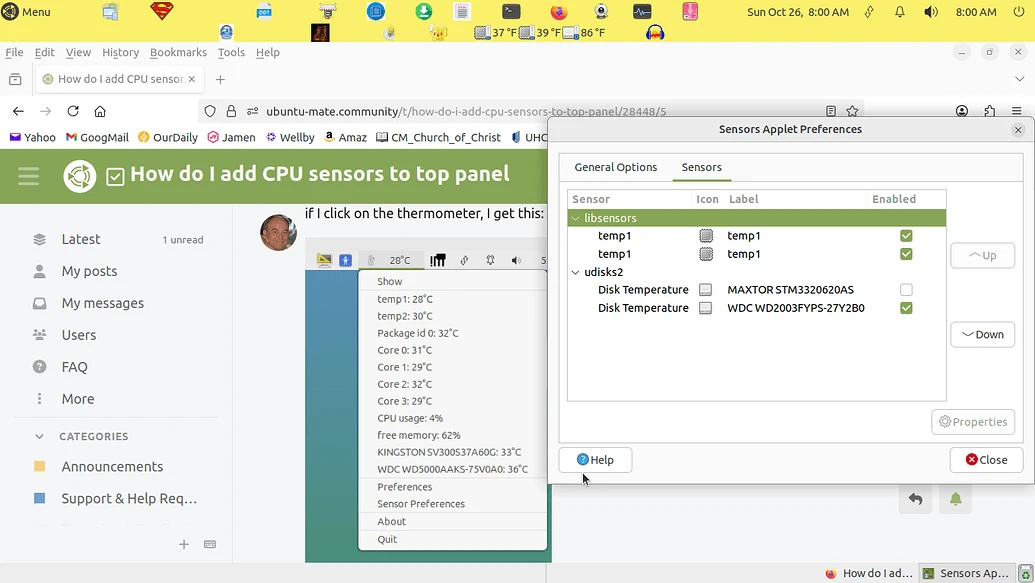 Menu
Sun Oct 26, 8:00 AM
8:00 AM
37 °F 39 °F 86 °F
File Edit View History Bookmarks Tools Help
How do I add CPU sensor
ubuntu-mate.community/t/how-do-i-add-cpu-sensors-to-top-panel/28448/5
Yahoo GoogMail OurDaily Jamen Wellby Amaz CM_Church_of_Christ UHC
How do I add CPU sensors to top panel
Latest 1 unread
My posts
My messages
Users
FAQ
More
CATEGORIES
Announcements
Support & Help Req...
if I click on the thermometer, I get this:
28°C
Show
temp1: 28°C
temp2: 30°C
Package id 0: 32°C
Core 0: 31°C
Core 1: 29°C
Core 2: 32°C
Core 3: 29°C
CPU usage: 4%
free memory: 62%
KINGSTON SV300S37A60G: 33°C
WDC WD5000AAKS-75V0A0: 36°C
Preferences
Sensor Preferences
About
Quit
Sensors Applet Preferences
General Options Sensors
Sensor Icon Label Enabled
libsensors
temp1 temp1
temp1 temp1
udisks2
Disk Temperature MAXTOR STM3320620AS
Disk Temperature WDC WD2003FYPS-27Y2B0
Up
Down
Properties
Help
Close
How do I ad...
Sensors Ap...